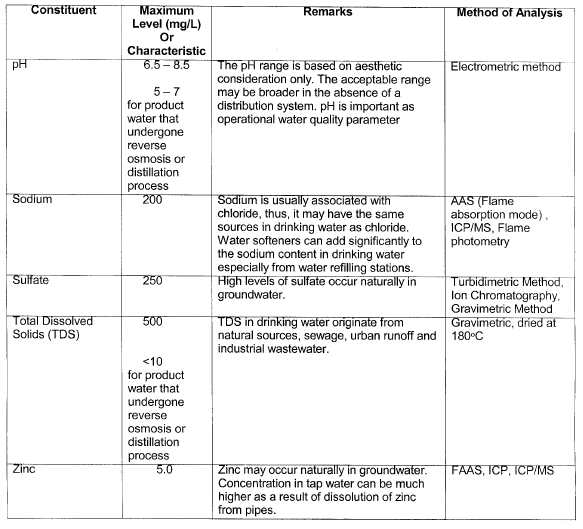 Constituent
Maximum
Level (mg/L)
Or
Characteristic
Remarks
Method of Analysis
pH
6.5 – 8.5
5 – 7
for product
water that
undergone
reverse
osmosis or
distillation
process
The pH range is based on aesthetic
consideration only. The acceptable range
may be broader in the absence of a
distribution system. pH is important as
operational water quality parameter
Electrometric method
Sodium
200
Sodium is usually associated with
chloride, thus, it may have the same
sources in drinking water as chloride.
Water softeners can add significantly to
the sodium content in drinking water
especially from water refilling stations.
AAS (Flame
absorption mode) ,
ICP/MS, Flame
photometry
Sulfate
250
High levels of sulfate occur naturally in
groundwater.
Turbidimetric Method,
Ion Chromatography,
Gravimetric Method
Total Dissolved
Solids (TDS)
500
<10
for product
water that
undergone
reverse
osmosis or
distillation
process
TDS in drinking water originate from
natural sources, sewage, urban runoff and
industrial wastewater.
Gravimetric, dried at
180ºC
Zinc
5.0
Zinc may occur naturally in groundwater.
Concentration in tap water can be much
higher as a result of dissolution of zinc
from pipes.
FAAS, ICP, ICP/MS